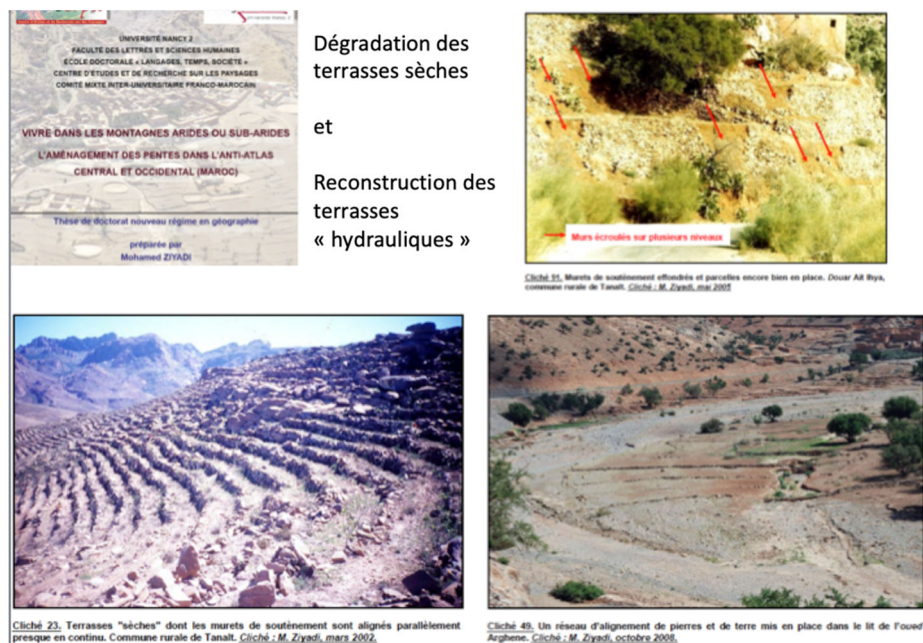 UNIVERSITÉ NANCY 2
FACULTÉ DES LETTRES ET SCIENCES HUMAINES
ÉCOLE DOCTORALE « LANGAGES, TEMPS, SOCIÉTÉ »
CENTRE D'ÉTUDES ET DE RECHERCHE SUR LES PAYSAGES
COMITÉ MIXTE INTER-UNIVERSITAIRE FRANCO-MAROCAIN
VIVRE DANS LES MONTAGNES ARIDES OU SUB-ARIDES
L'AMÉNAGEMENT DES PENTES DANS L'ANTI-ATLAS
CENTRAL ET OCCIDENTAL (MAROC)
Thèse de doctorat nouveau régime en géographie
préparée par
Mohamed ZIYADI
Dégradation des
terrasses sèches
et
Reconstruction des
terrasses
« hydrauliques »
Murs écroulés sur plusieurs niveaux
Cliché 91. Murets de soutènement effondrés et parcelles encore bien en place. Douar Aït Ihya,
commune rurale de Tanalt. Cliché : M. Ziyadi, mai 2005
Cliché 23. Terrasses "sèches" dont les murets de soutènement sont alignés parallèlement
presque en continu. Commune rurale de Tanalt. Cliché : M. Ziyadi, mars 2002.
Cliché 49. Un réseau d'alignement de pierres et de terre mis en place dans le lit de l'oued
Arghene. Cliché : M. Ziyadi, octobre 2008.